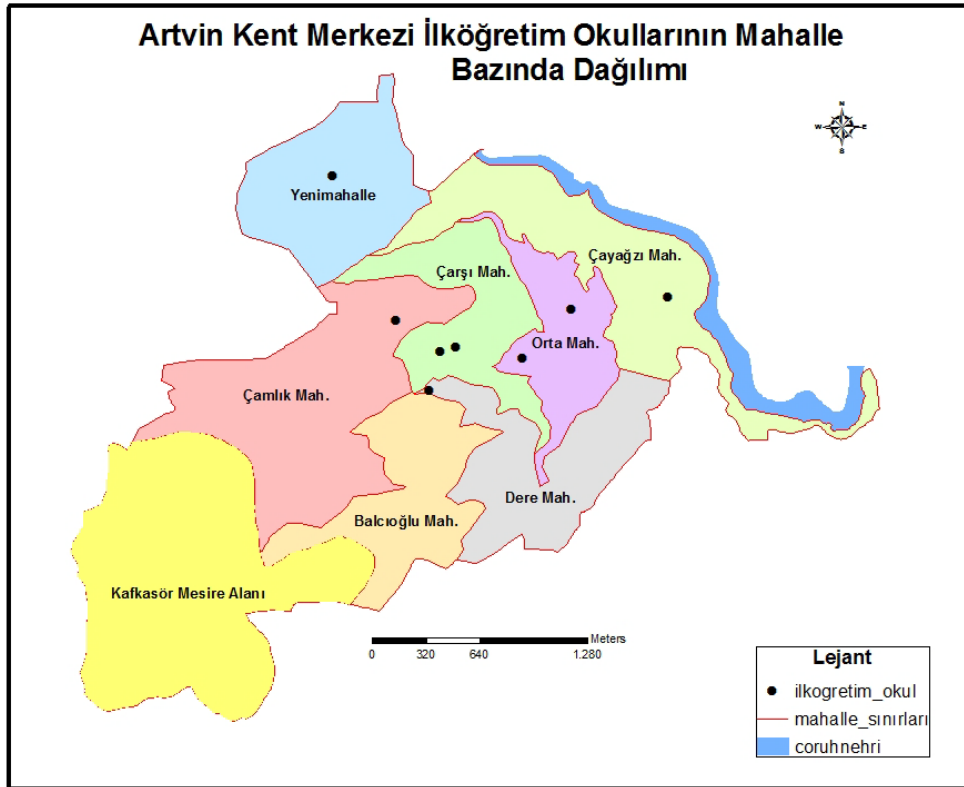 Artvin Kent Merkezi İlköğretim Okullarının Mahalle
Bazında Dağılımı
N
W
E
S
Yenimahalle
Çayağzı Mah.
Çarşı Mah.
Orta Mah.
Çamlık Mah.
Dere Mah.
Balcıoğlu Mah.
Kafkasör Mesire Alanı
Meters
0 320 640 1.280
Lejant
ilkogretim_okul
mahalle_sınırları
coruhnehri